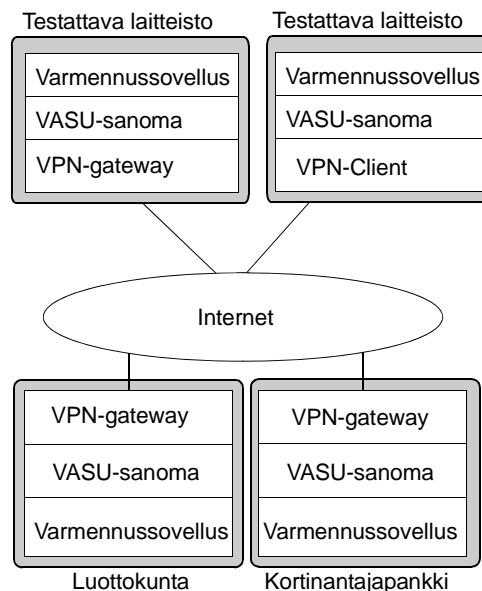 Testattava laitteisto
Varmennussovellus
VASU-sanoma
VPN-gateway
Testattava laitteisto
Varmennussovellus
VASU-sanoma
VPN-Client
Internet
VPN-gateway
VASU-sanoma
Varmennussovellus
Luottokunta
VPN-gateway
VASU-sanoma
Varmennussovellus
Kortinantajapankki